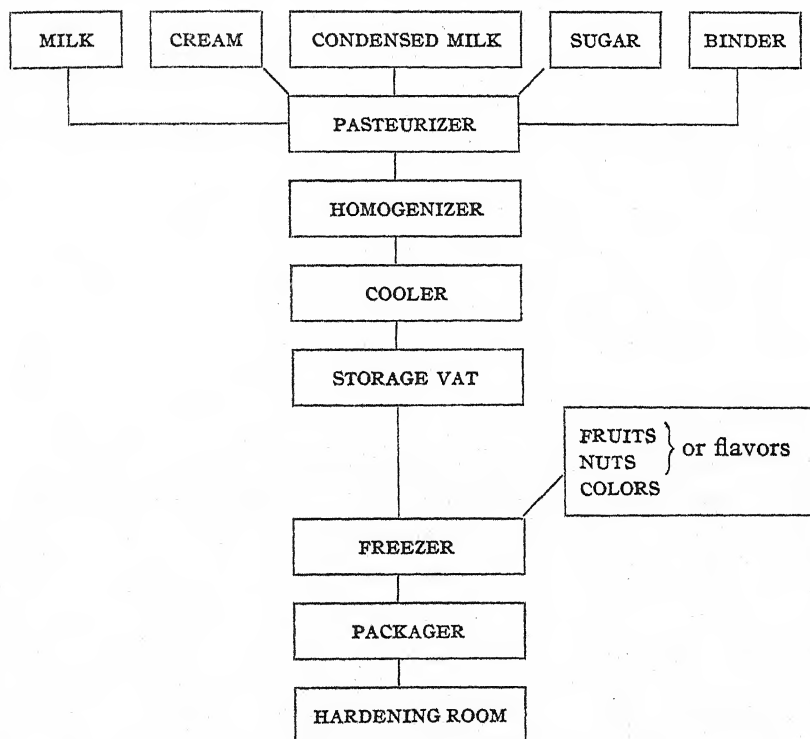 MILK
CREAM
CONDENSED MILK
SUGAR
BINDER
PASTEURIZER
HOMOGENIZER
COOLER
STORAGE VAT
FRUITS
NUTS
or flavors
COLORS
FREEZER
PACKAGER
HARDENING ROOM